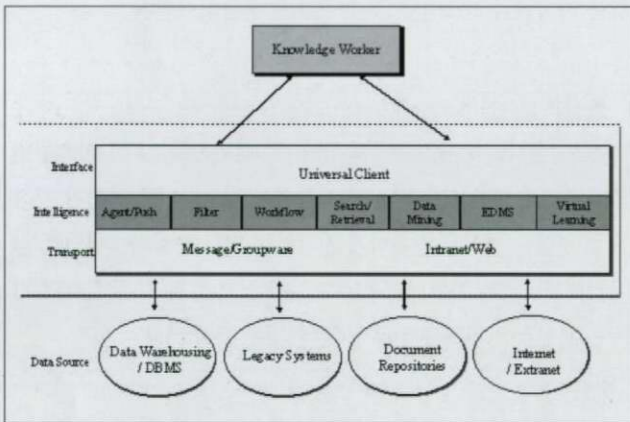 Knowledge Worker
Interface
Universal Client
Intelligence
Agent/Push
Filter
Workflow
Search/
Retrieval
Data
Mining
EDMS
Virtual
Learning
Transport
Message/Groupware
Intranet/Web
Data Source
Data Warehousing
/ DBMS
Legacy Systems
Document
Repositories
Internet
/ Extranet